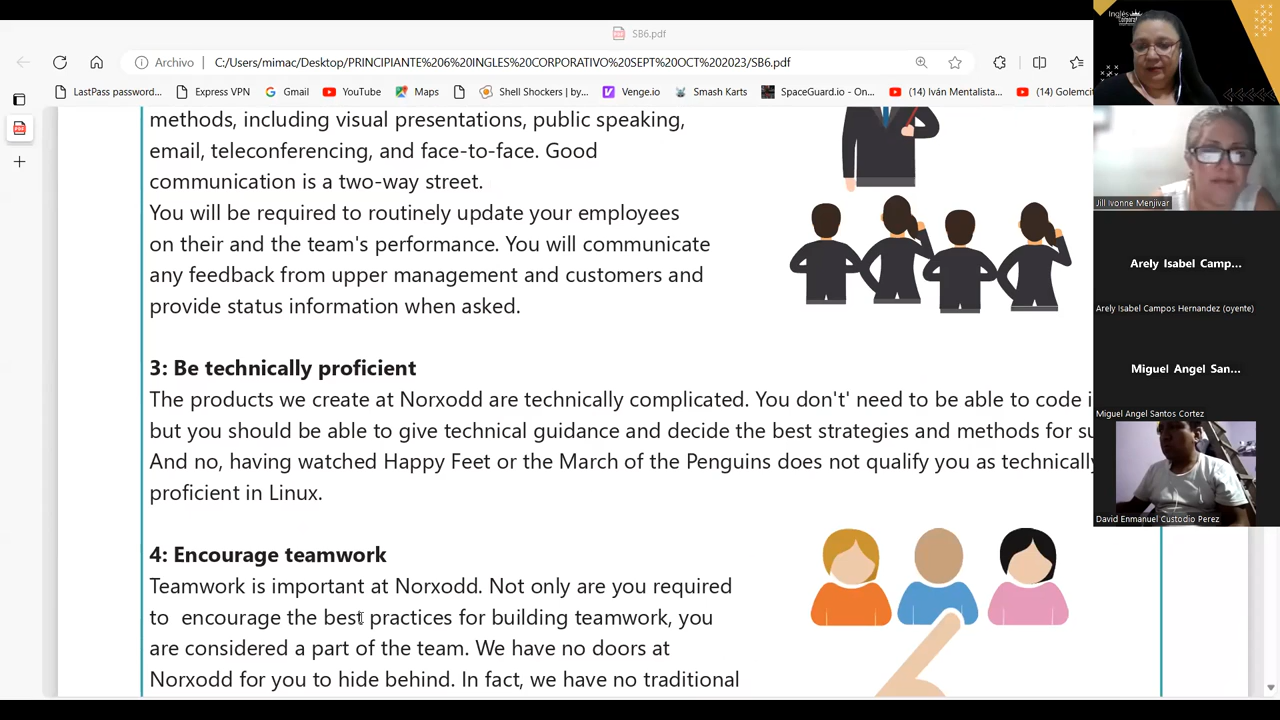 SB6.pdf
Archivo
C:/Users/mimac/Desktop/PRINCIPIANTE%206%20INGLES%20CORPORATIVO%20SEPT%20OCT%202023/SB6.pdf
LastPass password...
Express VPN
Gmail
YouTube
Maps
Shell Shockers | by...
Venge.io
Smash Karts
SpaceGuard.io - On...
(14) Iván Mentalista...
(14) Golemcit
methods, including visual presentations, public speaking,
email, teleconferencing, and face-to-face. Good
communication is a two-way street.
You will be required to routinely update your employees
on their and the team's performance. You will communicate
any feedback from upper management and customers and
provide status information when asked.
3: Be technically proficient
The products we create at Norxodd are technically complicated. You don't' need to be able to code i
but you should be able to give technical guidance and decide the best strategies and methods for su
And no, having watched Happy Feet or the March of the Penguins does not qualify you as technically
proficient in Linux.
4: Encourage teamwork
Teamwork is important at Norxodd. Not only are you required
to encourage the best practices for building teamwork, you
are considered a part of the team. We have no doors at
Norxodd for you to hide behind. In fact, we have no traditional
Inglés
Jill Ivonne Menjivar
Arely Isabel Camp...
Arely Isabel Campos Hernandez (oyente)
Miguel Angel San...
Miguel Angel Santos Cortez
David Enmanuel Custodio Perez